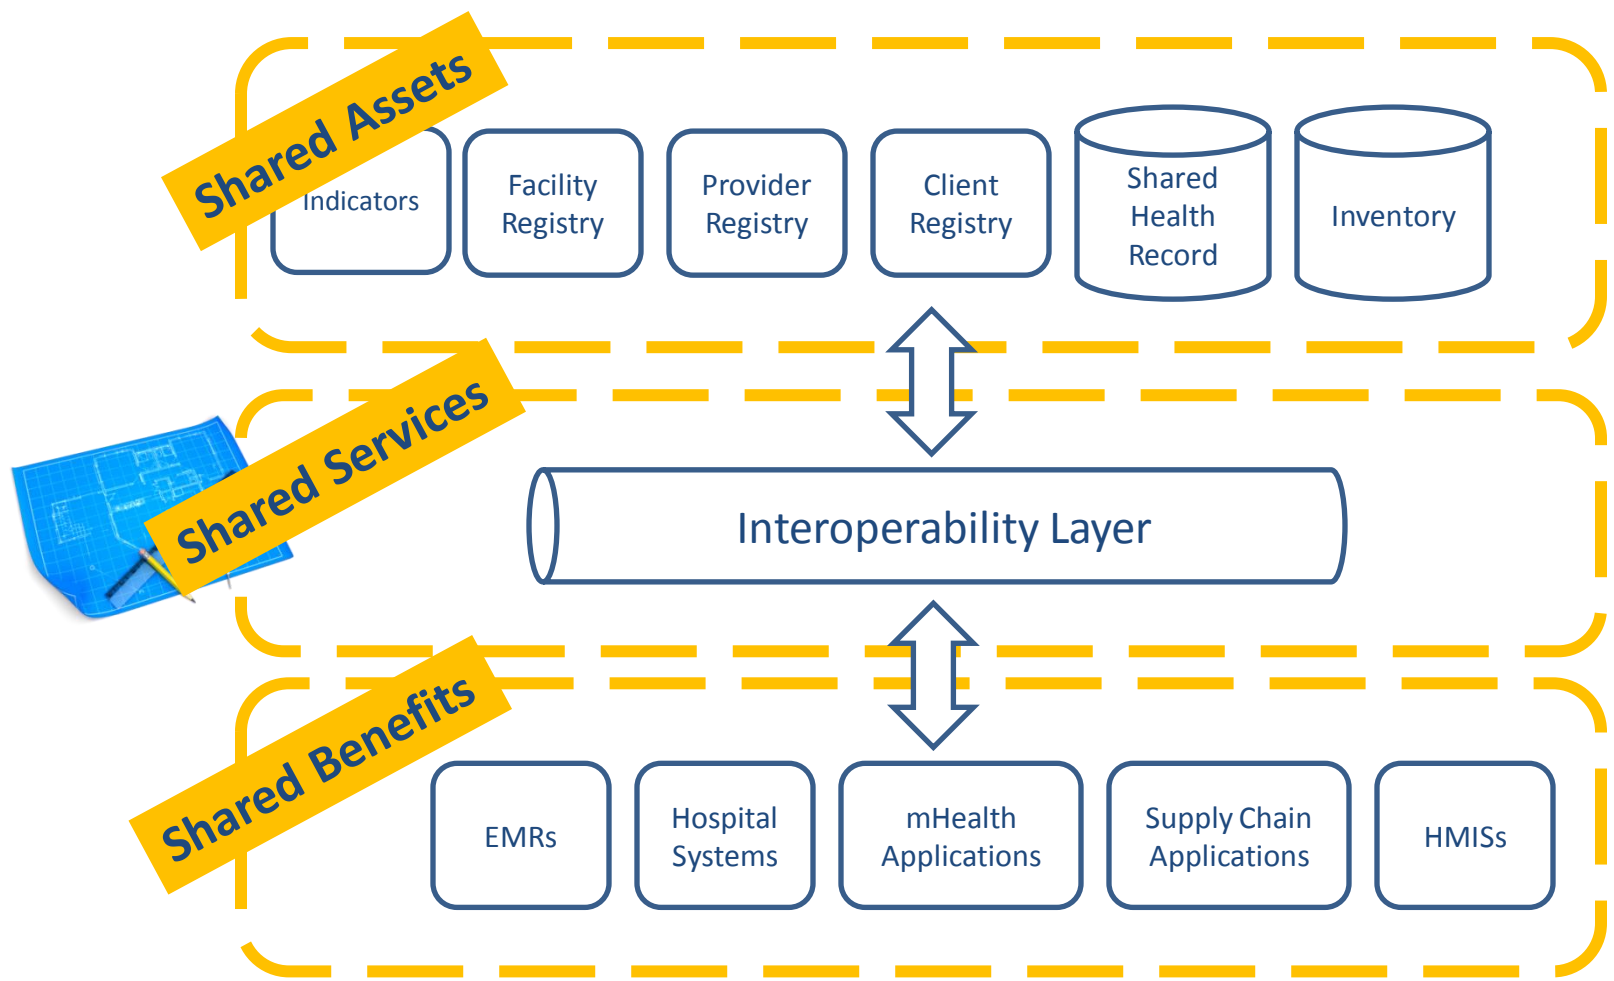 Shared Assets
Indicators
Facility
Registry
Provider
Registry
Client
Registry
Shared
Health
Record
Inventory
Shared Services
Interoperability Layer
Shared Benefits
EMRs
Hospital
Systems
mHealth
Applications
Supply Chain
Applications
HMISs